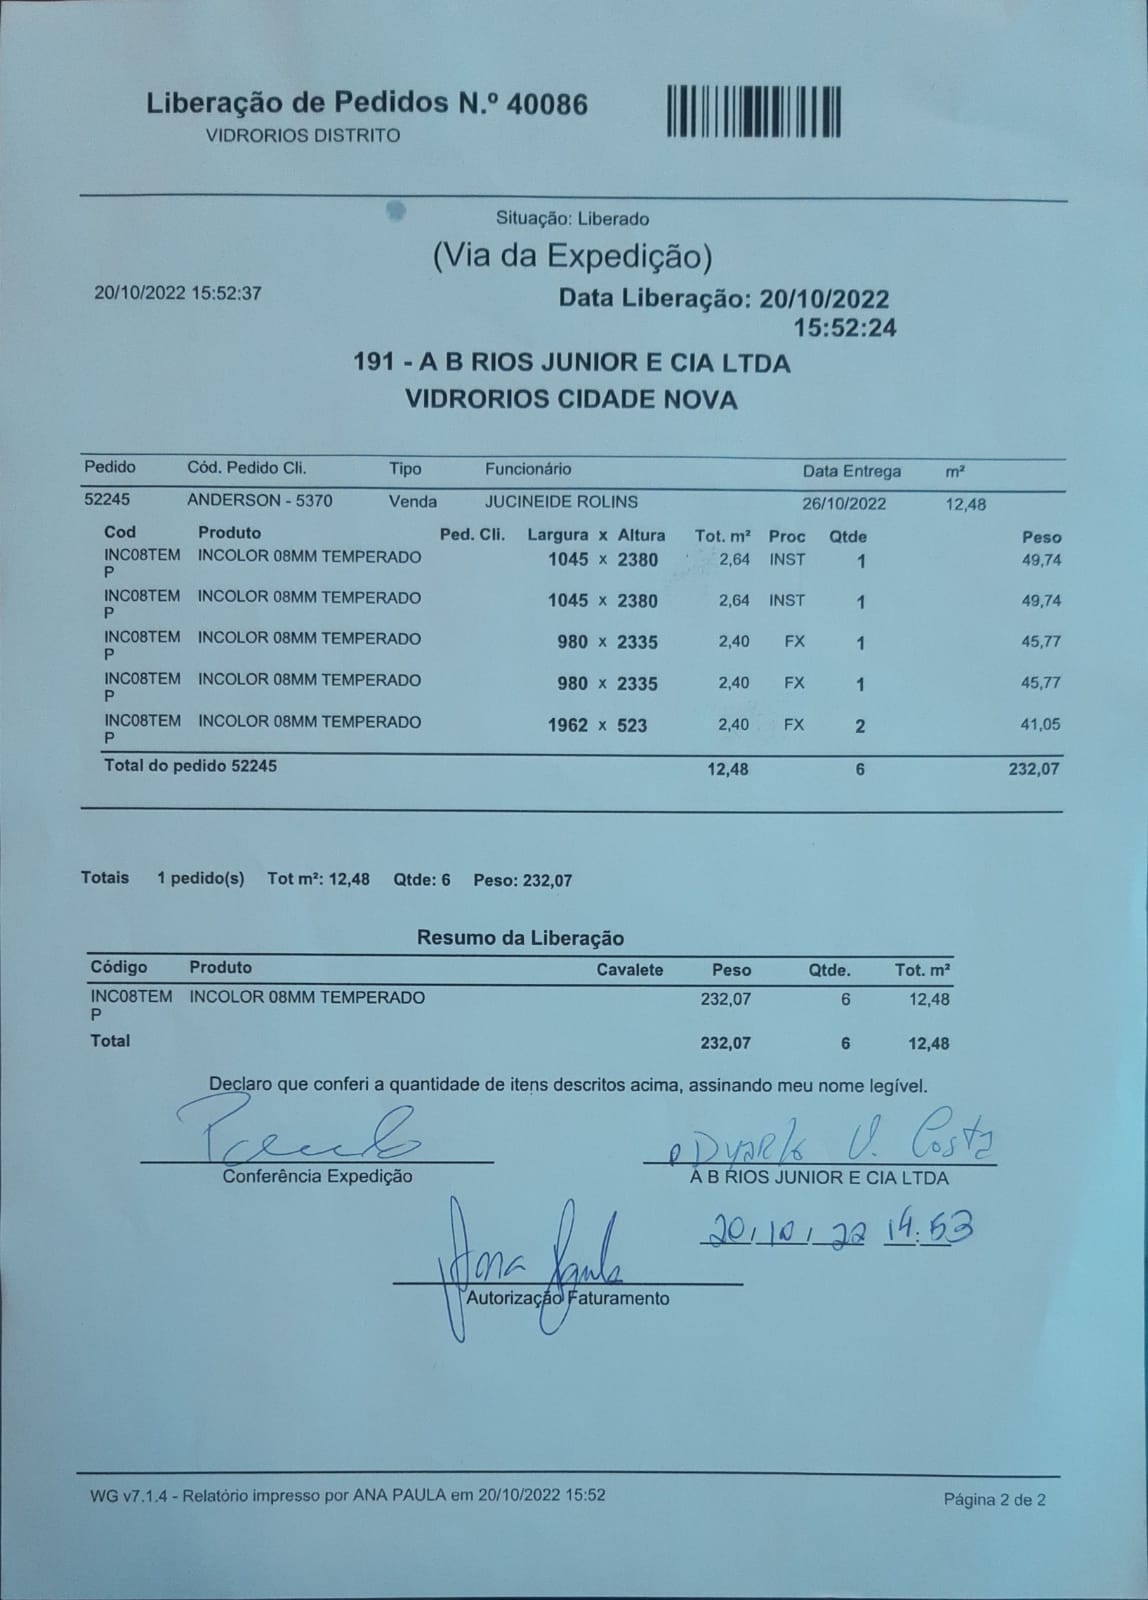 Liberação de Pedidos N.º 40086
VIDRORIOS DISTRITO
Situação: Liberado
(Via da Expedição)
20/10/2022 15:52:37
Data Liberação: 20/10/2022
15:52:24
191 - A B RIOS JUNIOR E CIA LTDA
VIDRORIOS CIDADE NOVA
Pedido Cód. Pedido Cli. Tipo Funcionário Data Entrega m²
52245 ANDERSON - 5370 Venda JUCINEIDE ROLINS 26/10/2022 12,48
Cod Produto Ped. Cli. Largura x Altura Tot. m² Proc Qtde Peso
INC08TEM INCOLOR 08MM TEMPERADO 1045 x 2380 2,64 INST 1 49,74
P
INC08TEM INCOLOR 08MM TEMPERADO 1045 x 2380 2,64 INST 1 49,74
P
INC08TEM INCOLOR 08MM TEMPERADO 980 x 2335 2,40 FX 1 45,77
P
INC08TEM INCOLOR 08MM TEMPERADO 980 x 2335 2,40 FX 1 45,77
P
INC08TEM INCOLOR 08MM TEMPERADO 1962 x 523 2,40 FX 2 41,05
P
Total do pedido 52245 12,48 6 232,07
Totais 1 pedido(s) Tot m²: 12,48 Qtde: 6 Peso: 232,07
Resumo da Liberação
Código Produto Cavalete Peso Qtde. Tot. m²
INC08TEM INCOLOR 08MM TEMPERADO 232,07 6 12,48
P
Total 232,07 6 12,48
Declaro que conferi a quantidade de itens descritos acima, assinando meu nome legível.
V. Costa
Conferência Expedição A B RIOS JUNIOR E CIA LTDA
20/10/22 14:53
Ana Paula
Autorização Faturamento
WG v7.1.4 - Relatório impresso por ANA PAULA em 20/10/2022 15:52 Página 2 de 2